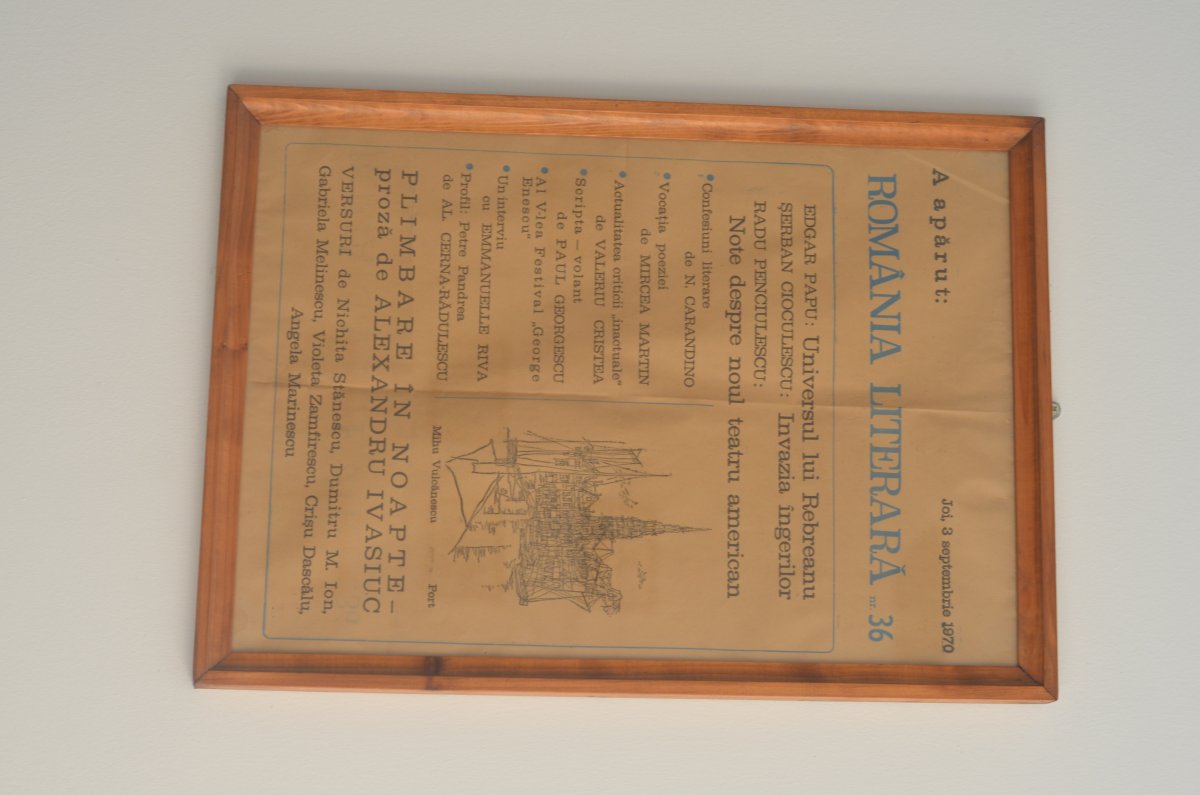 A apărut:
Joi, 3 septembrie 1970
ROMÂNIA LITERARĂ nr. 36
EDGAR PAPU: Universul lui Rebreanu
ȘERBAN CIOCULESCU: Invazia îngerilor
RADU PENCIULESCU:
Note despre noul teatru american
• Confesiuni literare
de N. CARANDINO
• Vocația poeziei
de MIRCEA MARTIN
• Actualitatea criticii „inactuale“
de VALERIU CRISTEA
• Scripta — volant
de PAUL GEORGESCU
• Al V-lea Festival „George
Enescu“
• Un interviu
cu EMMANUELLE RIVA
• Profil: Petre Pandrea
de AL. CERNA-RĂDULESCU
Mihu Vulcănescu Port
PLIMBARE ÎN NOAPTE —
proză de ALEXANDRU IVASIUC
VERSURI de Nichita Stănescu, Dumitru M. Ion,
Gabriela Melinescu, Violeta Zamfirescu, Crișu Dascălu,
Angela Marinescu